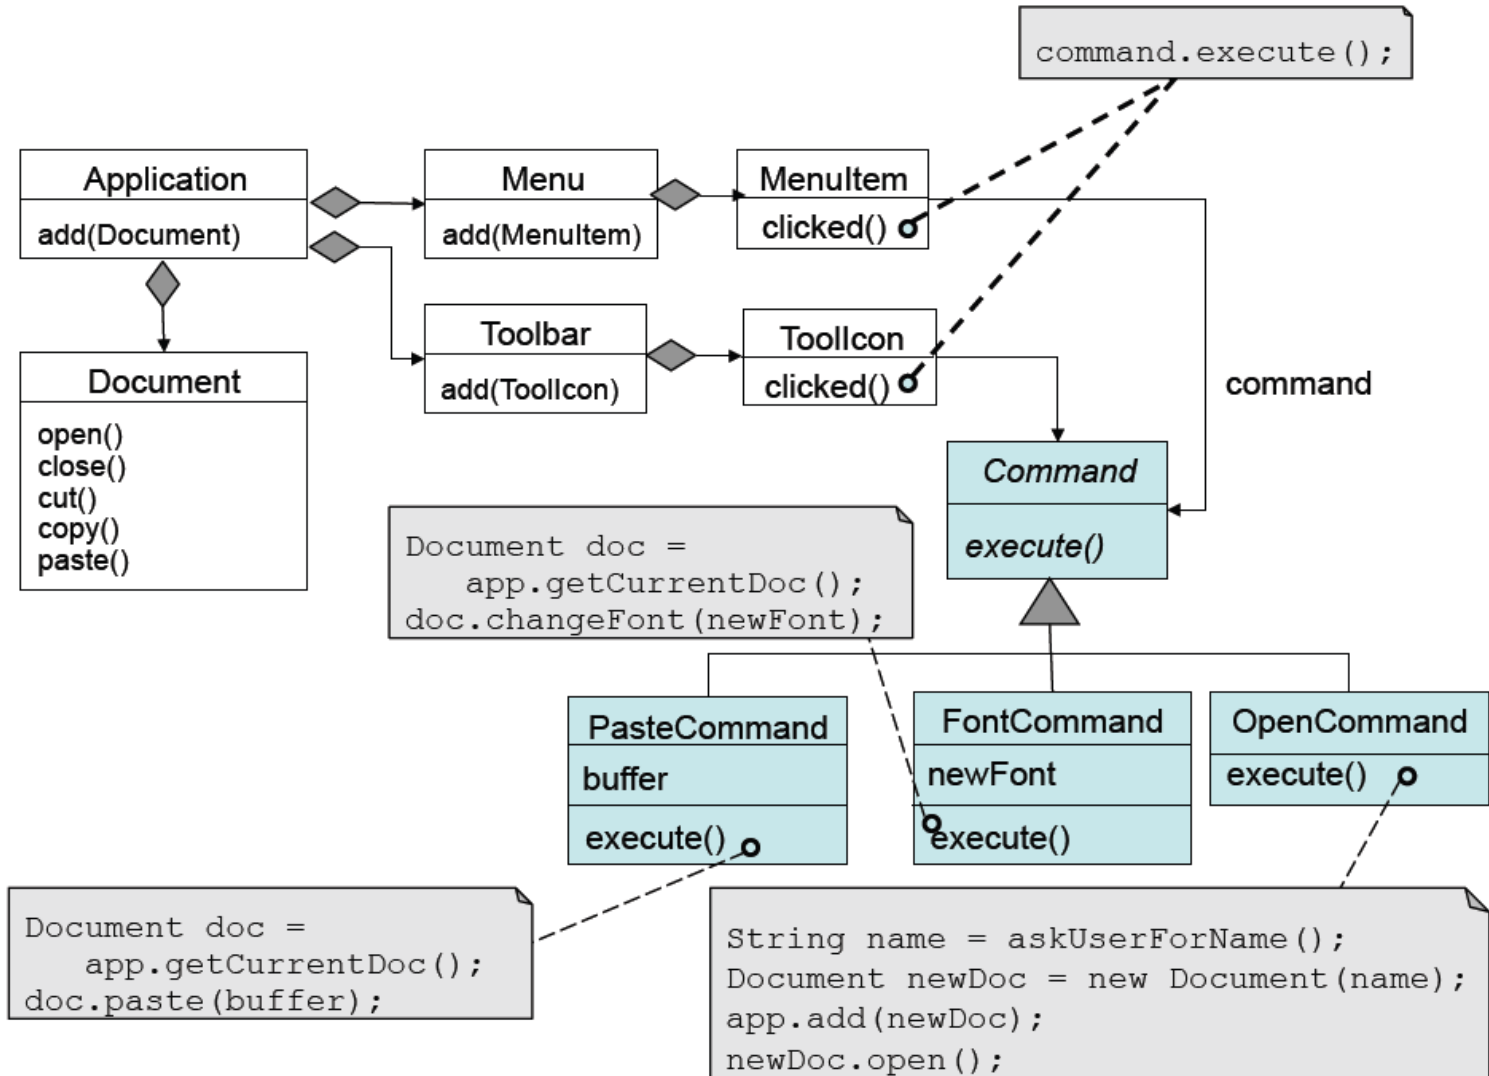 command.execute();
Application
add(Document)
Menu
add(MenuItem)
MenuItem
clicked()
Toolbar
add(ToolIcon)
ToolIcon
clicked()
command
Document
open()
close()
cut()
copy()
paste()
Command
execute()
Document doc =
app.getCurrentDoc();
doc.changeFont(newFont);
PasteCommand
buffer
execute()
FontCommand
newFont
execute()
OpenCommand
execute()
Document doc =
app.getCurrentDoc();
doc.paste(buffer);
String name = askUserForName();
Document newDoc = new Document(name);
app.add(newDoc);
newDoc.open();